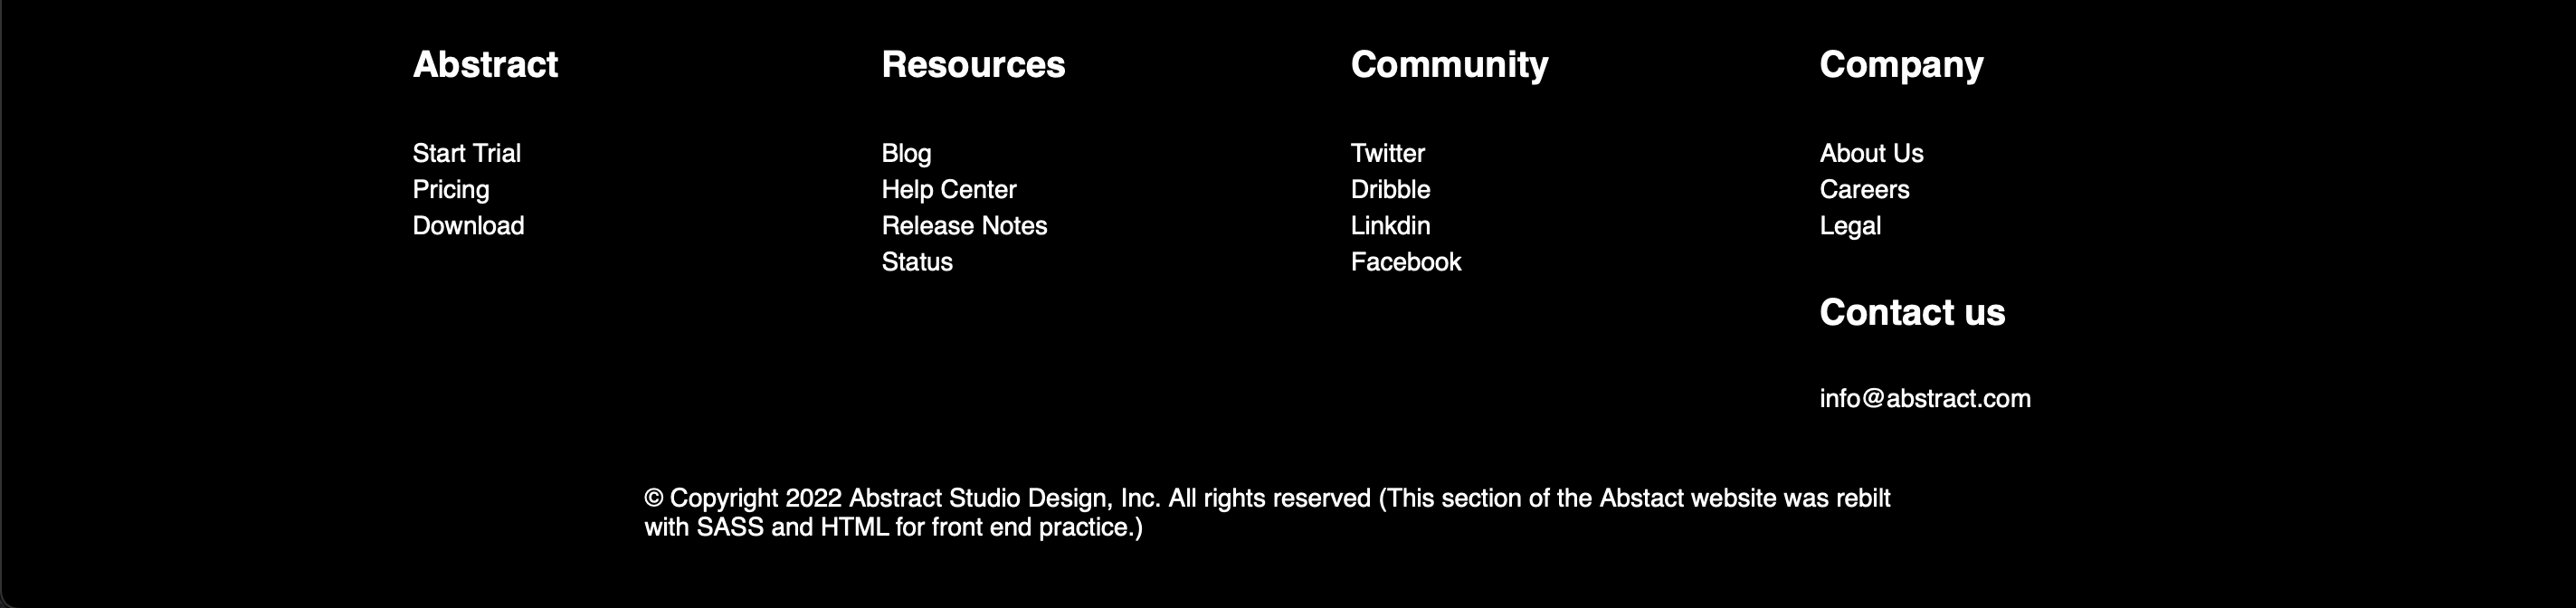 Abstract
Start Trial
Pricing
Download
Resources
Blog
Help Center
Release Notes
Status
Community
Twitter
Dribble
Linkdin
Facebook
Company
About Us
Careers
Legal
Contact us
info@abstract.com
© Copyright 2022 Abstract Studio Design, Inc. All rights reserved (This section of the Abstact website was rebilt
with SASS and HTML for front end practice.)